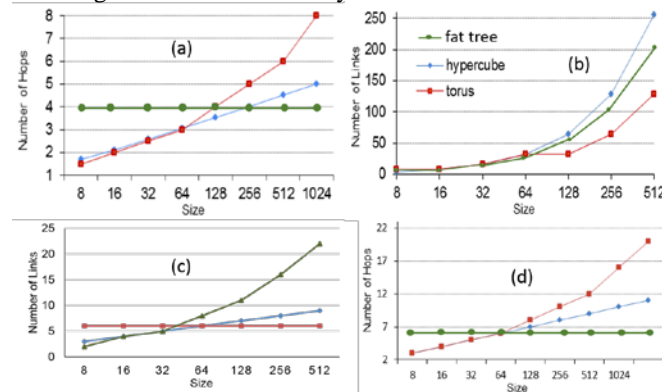 8
7
6
5
4
3
2
1
Number of Hops
(a)
8 16 32 64 128 256 512 1024
Size
250
200
150
100
50
0
Number of Links
fat tree
hypercube
torus
(b)
8 16 32 64 128 256 512
Size
25
20
15
10
5
0
Number of Links
(c)
8 16 32 64 128 256 512
Size
22
17
12
7
2
Number of Hops
(d)
8 16 32 64 128 256 512 1024
Size